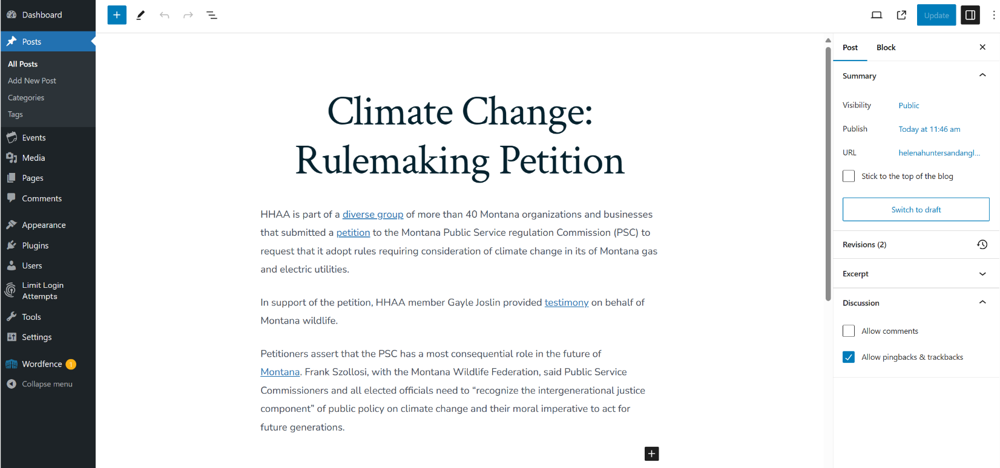 Dashboard
Posts
All Posts
Add New Post
Categories
Tags
Events
Media
Pages
Comments
Appearance
Plugins
Users
Limit Login
Attempts
Tools
Settings
Wordfence 1
Collapse menu
Update
Climate Change:
Rulemaking Petition
HHAA is part of a diverse group of more than 40 Montana organizations and businesses
that submitted a petition to the Montana Public Service regulation Commission (PSC) to
request that it adopt rules requiring consideration of climate change in its of Montana gas
and electric utilities.
In support of the petition, HHAA member Gayle Joslin provided testimony on behalf of
Montana wildlife.
Petitioners assert that the PSC has a most consequential role in the future of
Montana. Frank Szollosi, with the Montana Wildlife Federation, said Public Service
Commissioners and all elected officials need to “recognize the intergenerational justice
component” of public policy on climate change and their moral imperative to act for
future generations.
Post Block
Summary
Visibility Public
Publish Today at 11:46 am
URL helenahuntersandangl...
Stick to the top of the blog
Switch to draft
Revisions (2)
Excerpt
Discussion
Allow comments
Allow pingbacks & trackbacks